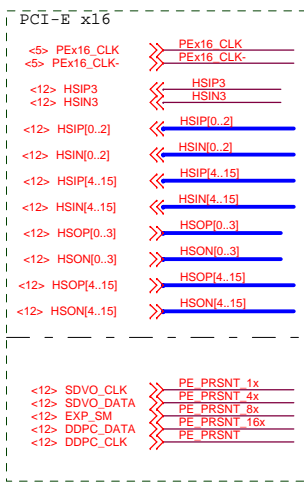 PCI-E x16
<5> PEx16_CLK PEx16_CLK
<5> PEx16_CLK- PEx16_CLK-
<12> HSIP3 HSIP3
<12> HSIN3 HSIN3
<12> HSIP[0..2] HSIP[0..2]
<12> HSIN[0..2] HSIN[0..2]
<12> HSIP[4..15] HSIP[4..15]
<12> HSIN[4..15] HSIN[4..15]
<12> HSOP[0..3] HSOP[0..3]
<12> HSON[0..3] HSON[0..3]
<12> HSOP[4..15] HSOP[4..15]
<12> HSON[4..15] HSON[4..15]
<12> SDVO_CLK PE_PRSNT_1x
<12> SDVO_DATA PE_PRSNT_4x
<12> EXP_SM PE_PRSNT_8x
<12> DDPC_DATA PE_PRSNT_16x
<12> DDPC_CLK PE_PRSNT